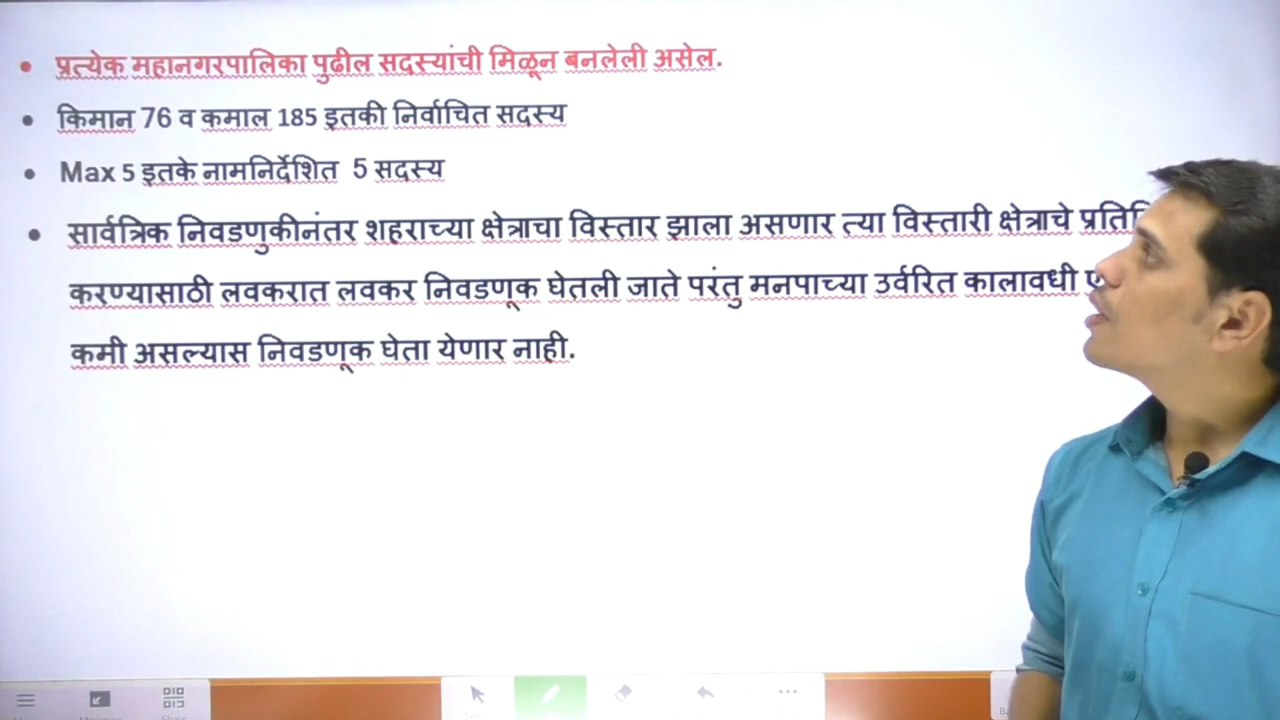 प्रत्येक महानगरपालिका पुढील सदस्यांची मिळून बनलेली असेल.
किमान 76 व कमाल 185 इतकी निर्वाचित सदस्य
Max 5 इतके नामनिर्देशित 5 सदस्य
सार्वत्रिक निवडणुकीनंतर शहराच्या क्षेत्राचा विस्तार झाला असणार त्या विस्तारी क्षेत्राचे
करण्यासाठी लवकरात लवकर निवडणूक घेतली जाते परंतु मनपाच्या उर्वरित कालावधी
कमी असल्यास निवडणूक घेता येणार नाही.
Share